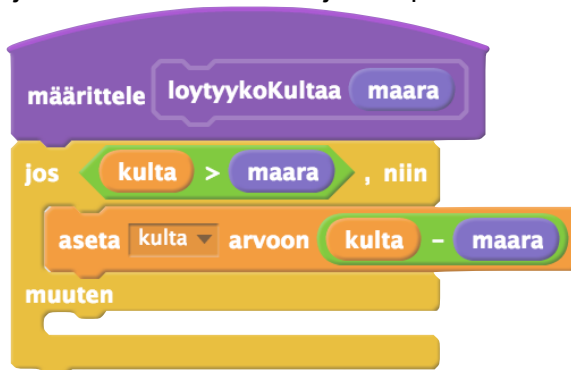 määrittele loytyykoKultaa maara
jos kulta > maara , niin
aseta kulta arvoon kulta - maara
muuten